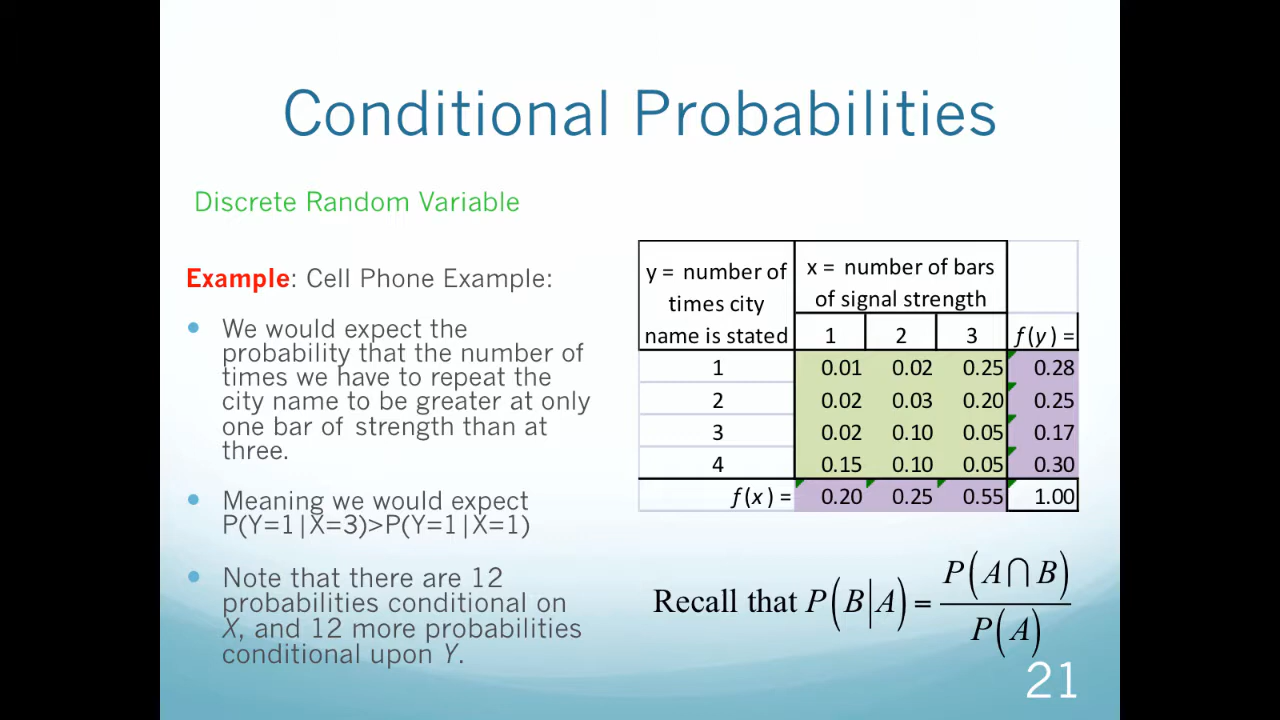 Conditional Probabilities
Discrete Random Variable
Example: Cell Phone Example:
• We would expect the
probability that the number of
times we have to repeat the
city name to be greater at only
one bar of strength than at
three.
• Meaning we would expect
P(Y=1|X=3)>P(Y=1|X=1)
• Note that there are 12
probabilities conditional on
X, and 12 more probabilities
conditional upon Y.
y = number of
times city
name is stated
x = number of bars
of signal strength
1 2 3 f(y) =
1 0.01 0.02 0.25 0.28
2 0.02 0.03 0.20 0.25
3 0.02 0.10 0.05 0.17
4 0.15 0.10 0.05 0.30
f(x) = 0.20 0.25 0.55 1.00
Recall that P(B|A) = P(A∩B) / P(A)
21